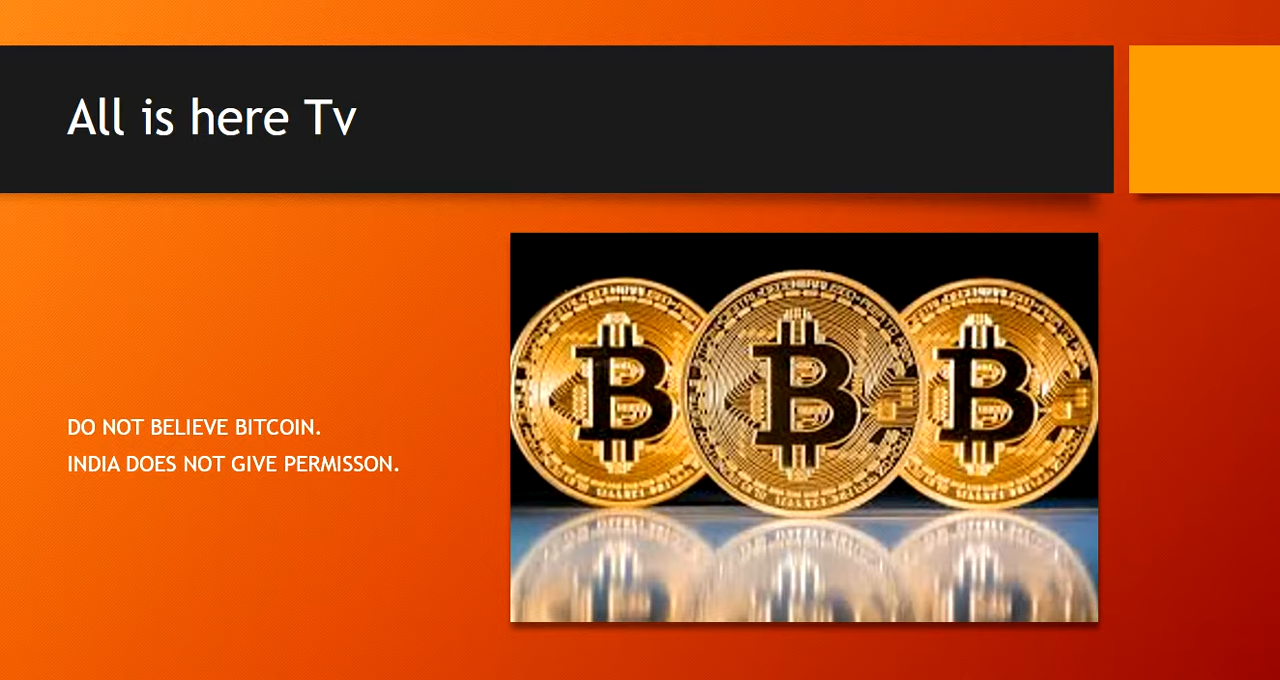 All is here Tv
DO NOT BELIEVE BITCOIN.
INDIA DOES NOT GIVE PERMISSON.